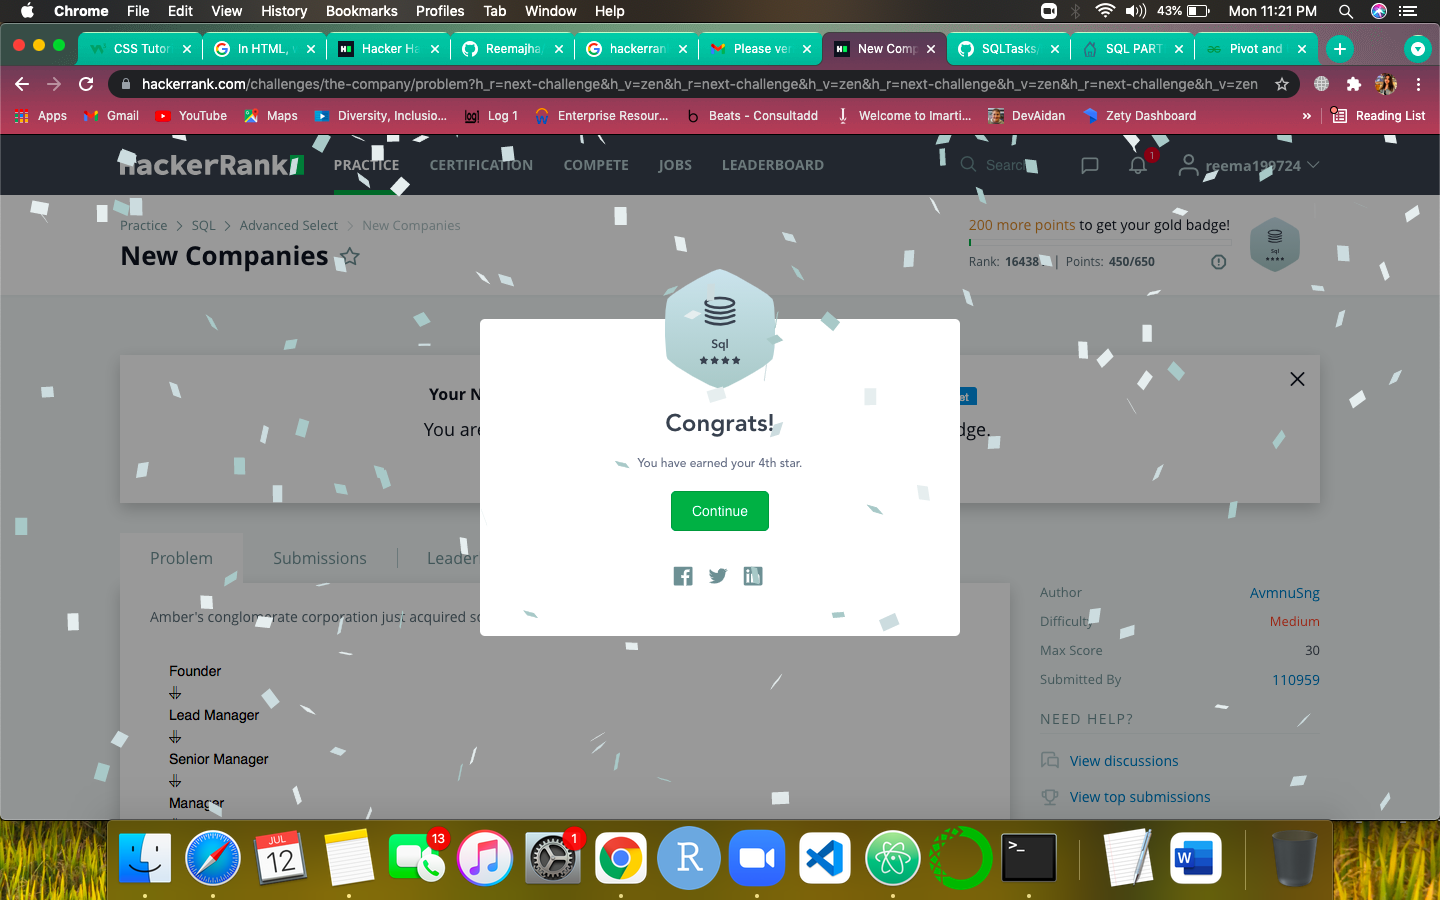 Chrome File Edit View History Bookmarks Profiles Tab Window Help 43% Mon 11:21 PM
CSS Tutor In HTML, Hacker Ha Reemajha hackerran Please ver New Comp SQLTasks SQL PART Pivot and
hackerrank.com/challenges/the-company/problem?h_r=next-challenge&h_v=zen&h_r=next-challenge&h_v=zen&h_r=next-challenge&h_v=zen&h_r=next-challenge&h_v=zen
Apps Gmail YouTube Maps Diversity, Inclusio... Log 1 Enterprise Resour... Beats - Consultadd Welcome to Imarti... DevAidan Zety Dashboard » Reading List
HackerRank PRACTICE CERTIFICATION COMPETE JOBS LEADERBOARD Search 1 reema199724
Practice > SQL > Advanced Select > New Companies
New Companies
200 more points to get your gold badge!
Rank: 16438 | Points: 450/650
Sql
Sql
Your N
et
You are
dge.
Congrats!
You have earned your 4th star.
Continue
Problem Submissions Leader
Amber's conglomerate corporation just acquired
Founder
Lead Manager
Senior Manager
Manager
Author AvmnuSng
Difficulty Medium
Max Score 30
Submitted By 110959
NEED HELP?
View discussions
View top submissions
JUL
12
13
1
R
>_
W